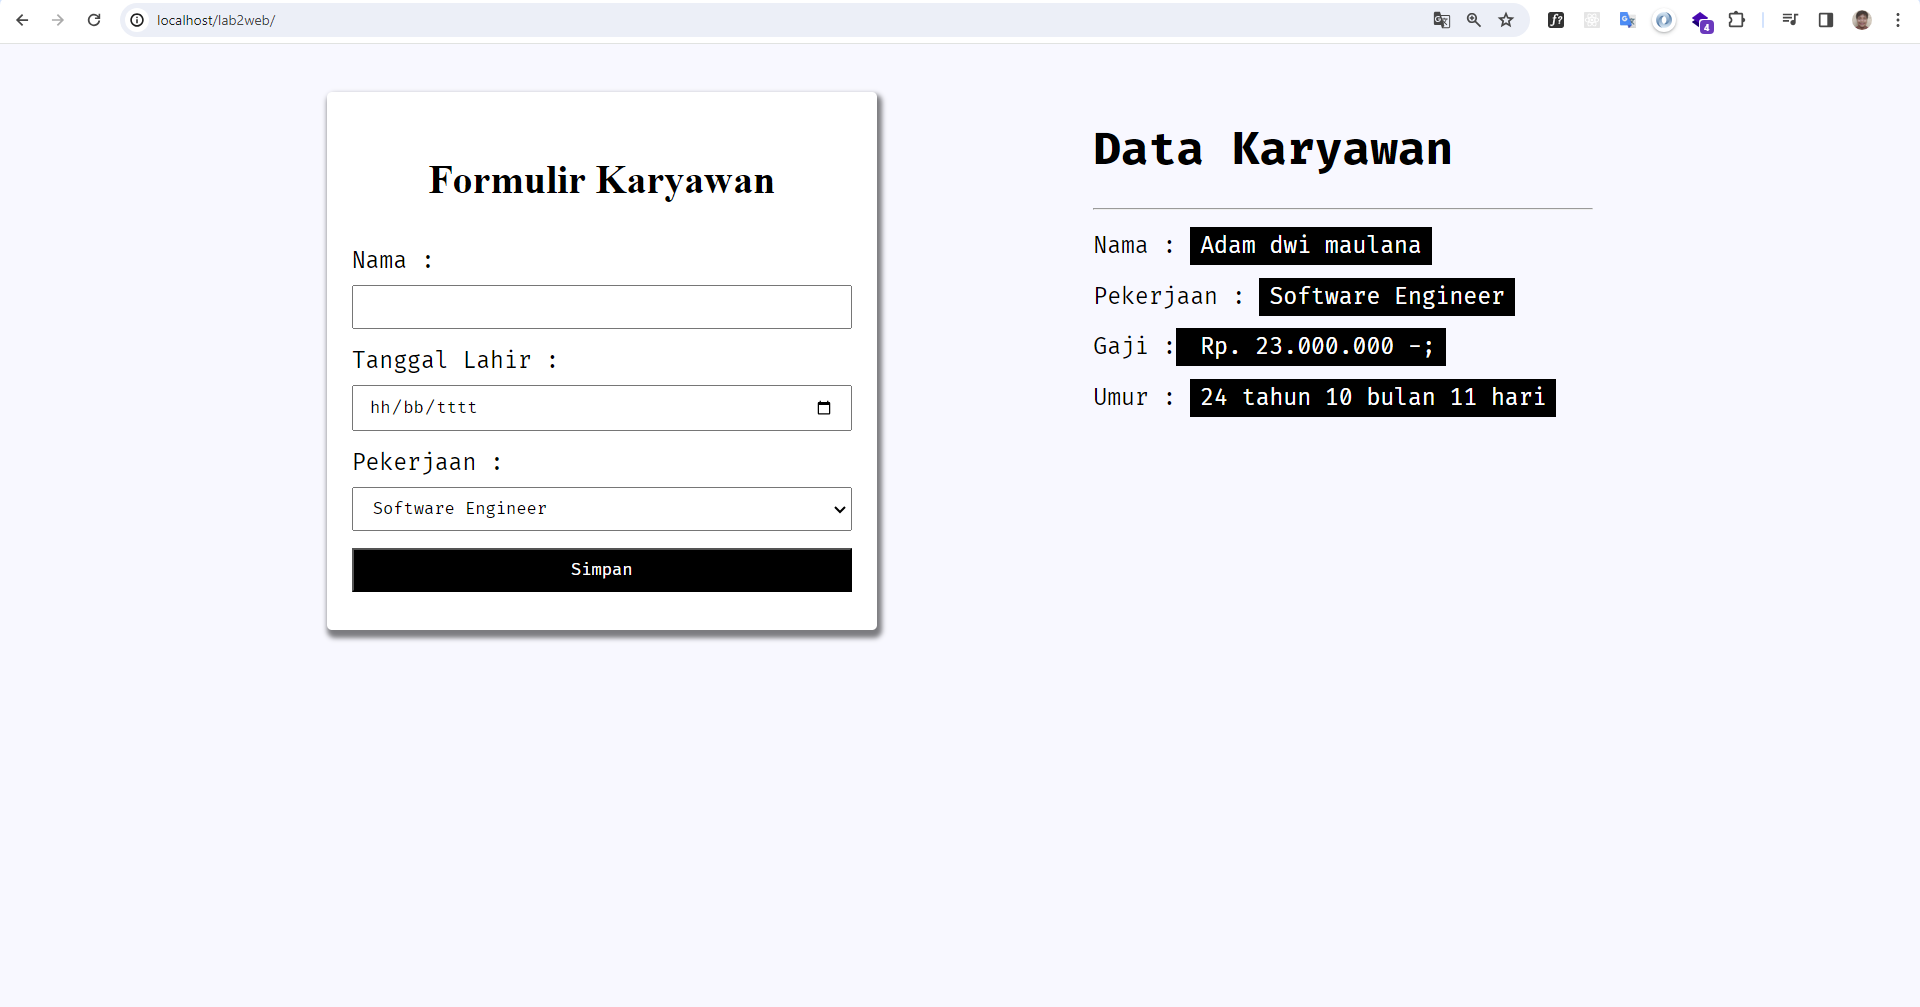 localhost/lab2web/
4
Formulir Karyawan
Nama :
Tanggal Lahir :
hh/bb/tttt
Pekerjaan :
Software Engineer
Simpan
Data Karyawan
Nama : Adam dwi maulana
Pekerjaan : Software Engineer
Gaji : Rp. 23.000.000 -;
Umur : 24 tahun 10 bulan 11 hari